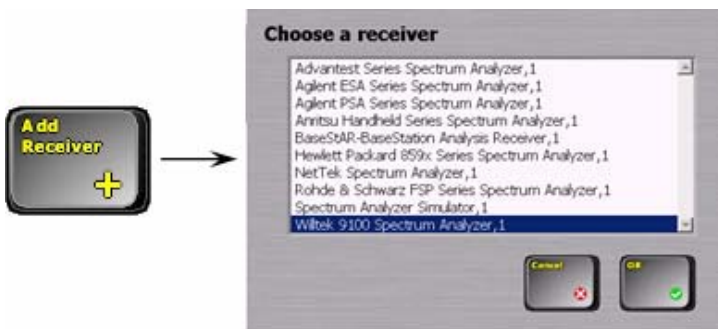 Add
Receiver
Choose a receiver
Advantest Series Spectrum Analyzer,1
Agilent ESA Series Spectrum Analyzer,1
Agilent PSA Series Spectrum Analyzer,1
Anritsu Handheld Series Spectrum Analyzer,1
BaseStAR-BaseStation Analysis Receiver,1
Hewlett Packard 859x Series Spectrum Analyzer,1
NetTek Spectrum Analyzer,1
Rohde & Schwarz FSP Series Spectrum Analyzer,1
Spectrum Analyzer Simulator,1
Willtek 9100 Spectrum Analyzer,1
Cancel
OK